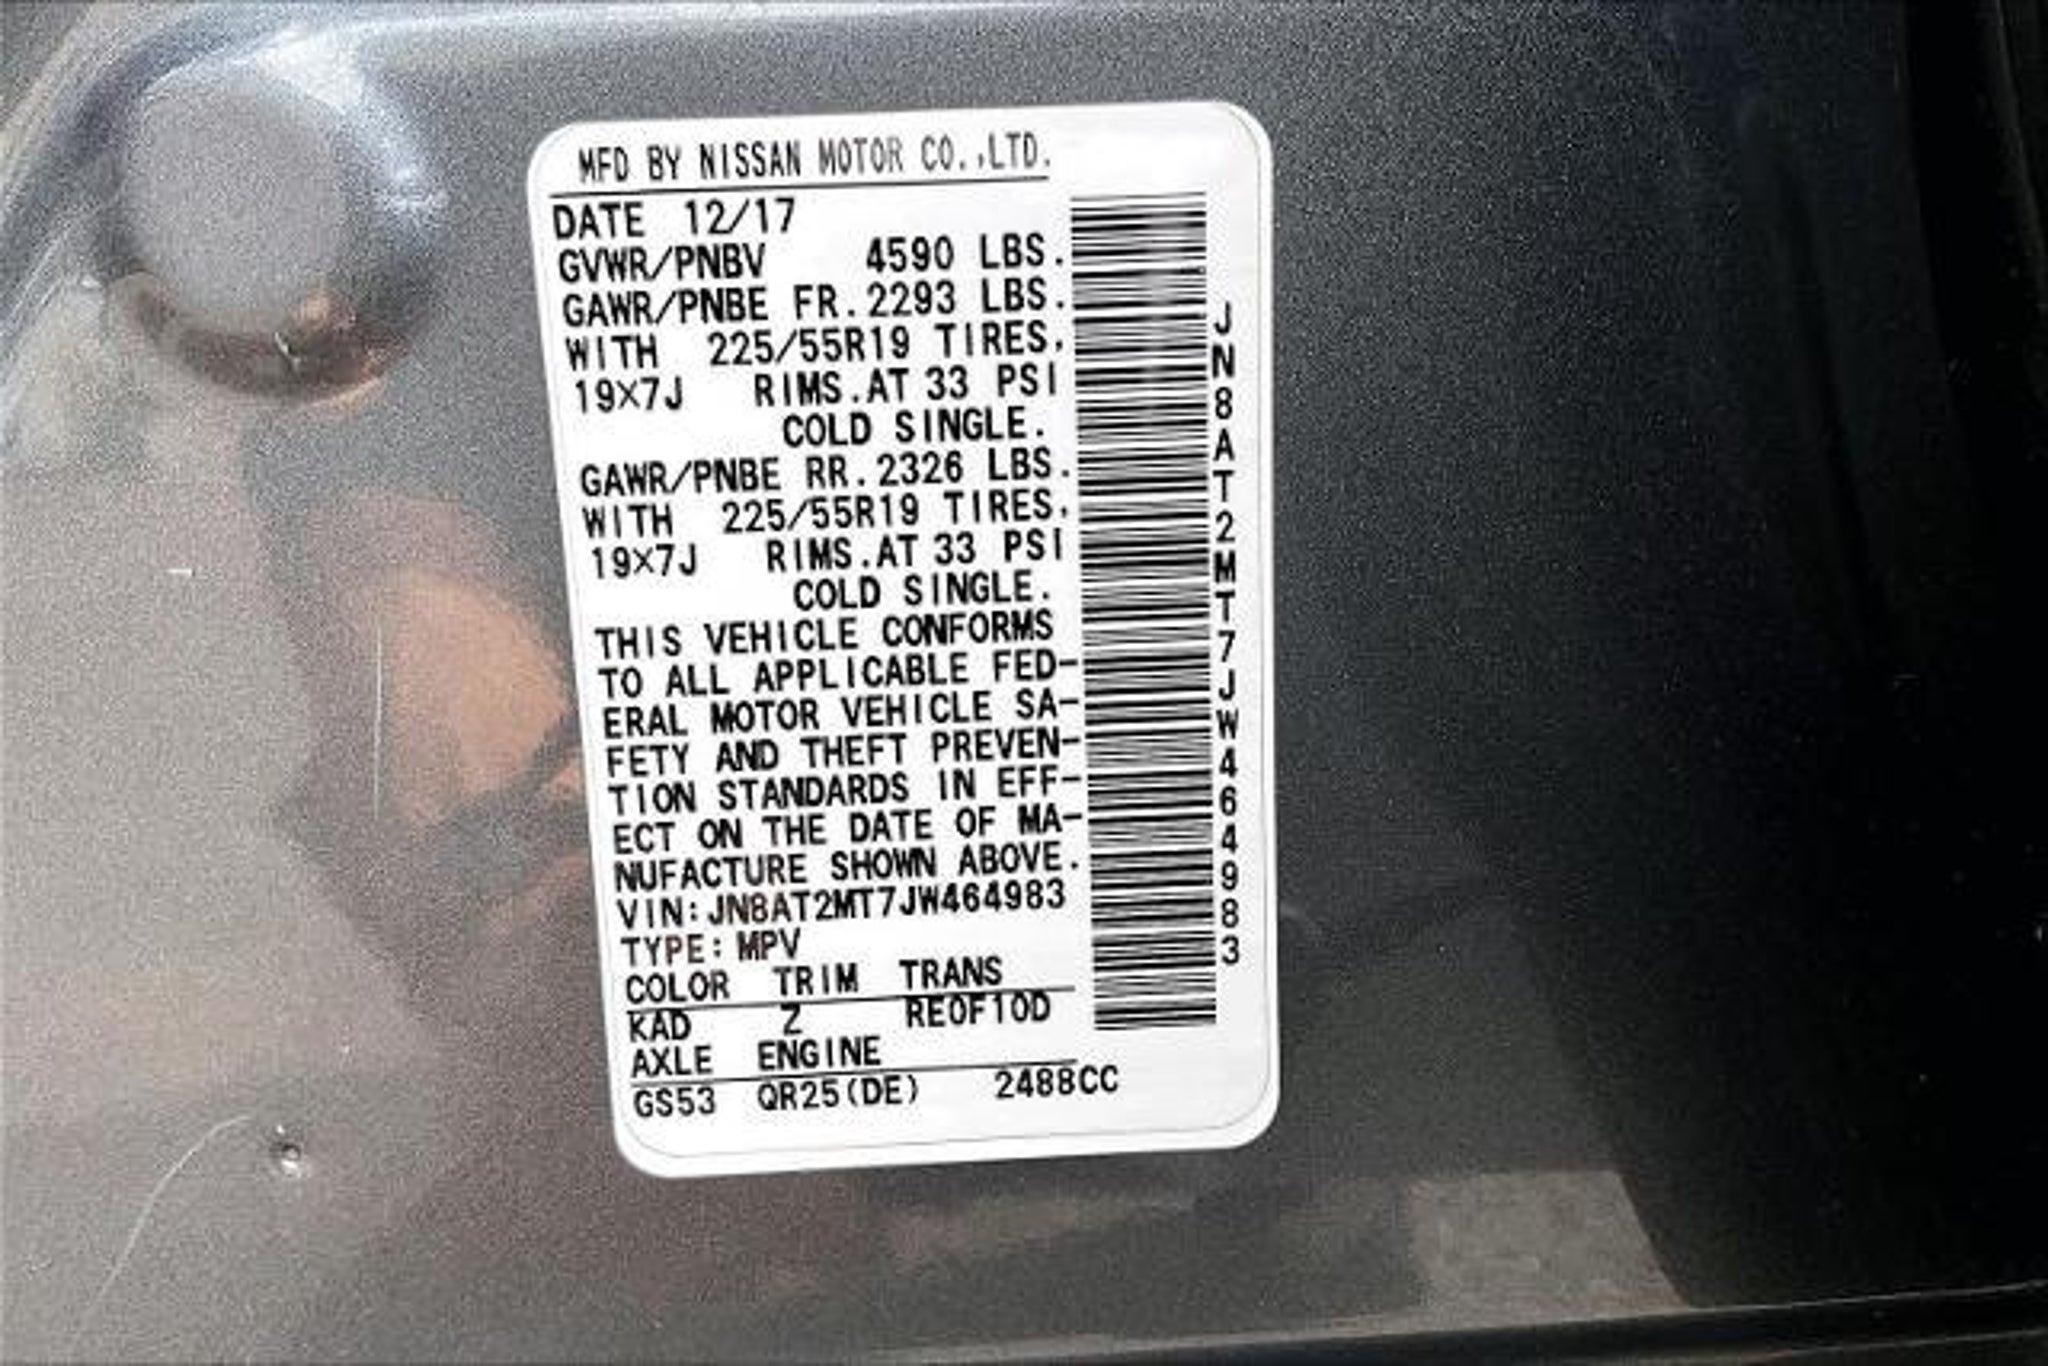 MFD BY NISSAN MOTOR CO.,LTD.
DATE 12/17
GVWR/PNBV 4590 LBS.
GAWR/PNBE FR.2293 LBS.
WITH 225/55R19 TIRES.
19×7J RIMS.AT 33 PSI
COLD SINGLE.
GAWR/PNBE RR.2326 LBS.
WITH 225/55R19 TIRES.
19×7J RIMS.AT 33 PSI
COLD SINGLE.
THIS VEHICLE CONFORMS
TO ALL APPLICABLE FED-
ERAL MOTOR VEHICLE SA-
FETY AND THEFT PREVEN-
TION STANDARDS IN EFF-
ECT ON THE DATE OF MA-
NUFACTURE SHOWN ABOVE.
VIN:JN8AT2MT7JW464983
TYPE: MPV
COLOR TRIM TRANS
KAD Z RE0F10D
AXLE ENGINE
GS53 QR25(DE) 2488CC
JN8AT2MT7JW464983